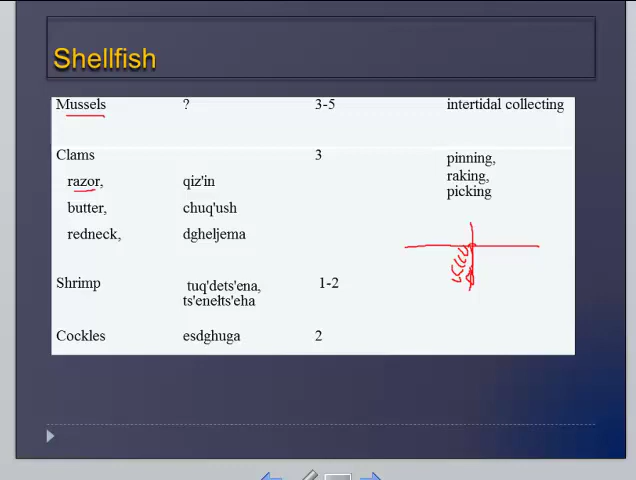 Shellfish
Mussels ? 3-5 intertidal collecting
Clams 3 pinning,
raking,
razor, qiz'in picking
butter, chuq'ush
redneck, dgheljema
Shrimp tuq'dets'ena, 1-2
ts'enełts'eha
Cockles esdghuga 2